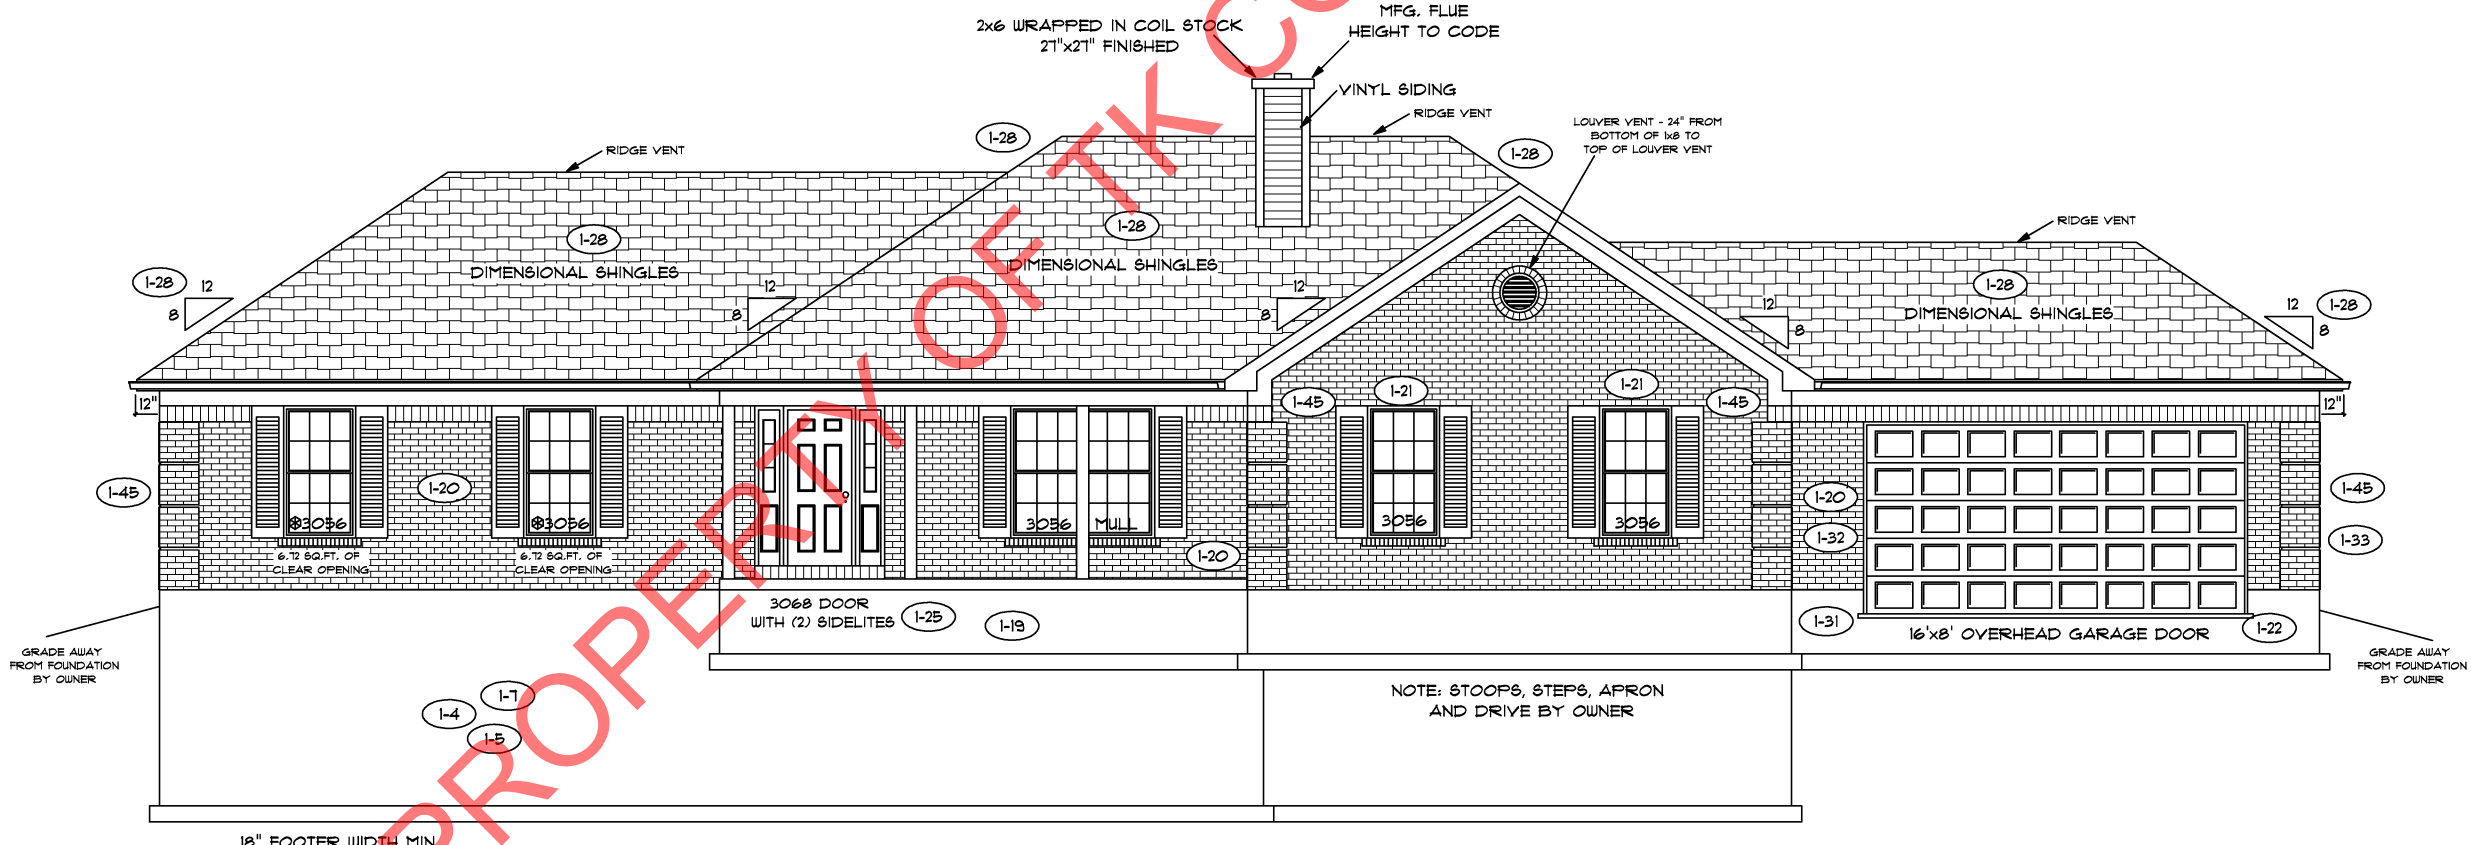 2x6 WRAPPED IN COIL STOCK
27"x27" FINISHED
MFG. FLUE
HEIGHT TO CODE
VINYL SIDING
RIDGE VENT
LOUVER VENT - 24" FROM
BOTTOM OF 1x8 TO
TOP OF LOUVER VENT
1-28
1-28
RIDGE VENT
RIDGE VENT
1-28
DIMENSIONAL SHINGLES
1-28
DIMENSIONAL SHINGLES
1-28
DIMENSIONAL SHINGLES
1-28
12
8
12
8
12
8
12
8
12
8
1-28
12"
12"
1-45
1-21
1-21
1-45
1-45
1-20
3056
3056
3056
MULL
3056
3056
6.72 SQ.FT. OF
CLEAR OPENING
6.72 SQ.FT. OF
CLEAR OPENING
1-20
1-20
1-32
1-45
1-33
3068 DOOR
WITH (2) SIDELITES
1-25
1-19
1-31
16'x8' OVERHEAD GARAGE DOOR
1-22
GRADE AWAY
FROM FOUNDATION
BY OWNER
GRADE AWAY
FROM FOUNDATION
BY OWNER
1-7
1-4
1-5
NOTE: STOOPS, STEPS, APRON
AND DRIVE BY OWNER
18" FOOTER WIDTH MIN.
PROPERTY OF TK CO